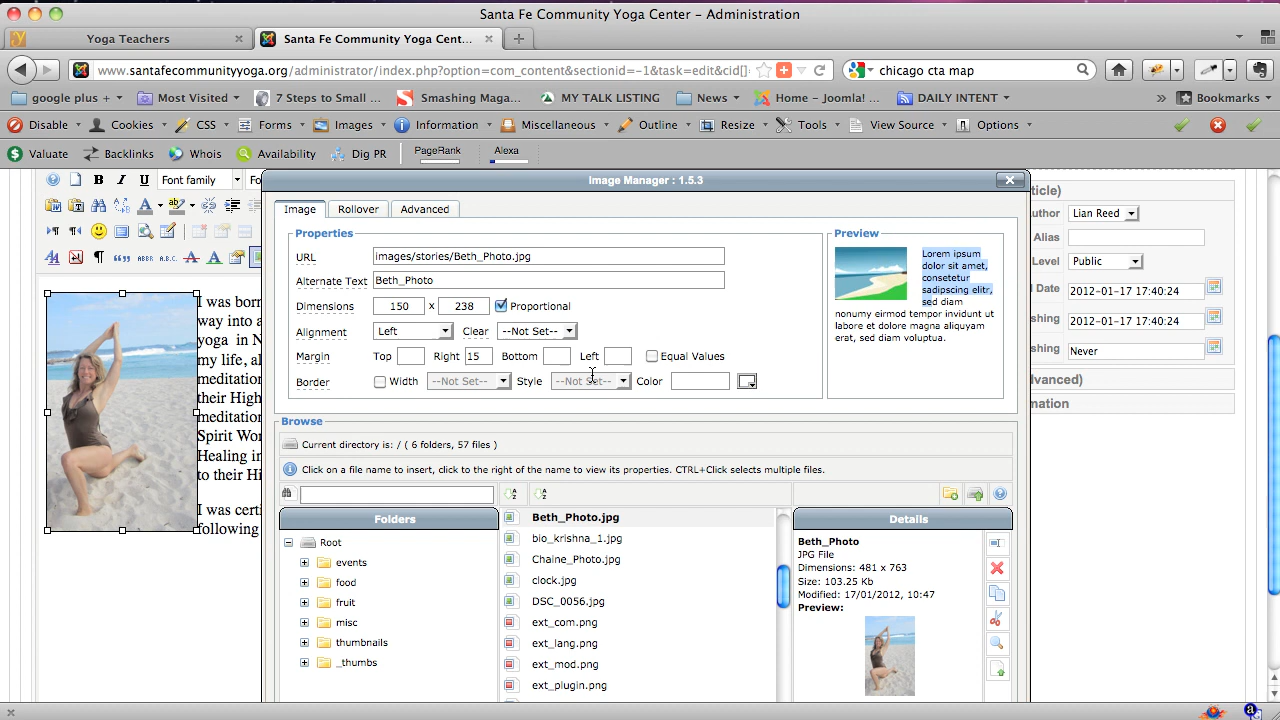 Santa Fe Community Yoga Center - Administration
Yoga Teachers
Santa Fe Community Yoga Cent...
www.santafecommunityyoga.org/administrator/index.php?option=com_content&sectionid=-1&task=edit&cid[]
chicago cta map
google plus +
Most Visited
7 Steps to Small ...
Smashing Maga...
MY TALK LISTING
News
Home - Joomla! ...
DAILY INTENT
»
Bookmarks
Disable
Cookies
CSS
Forms
Images
Information
Miscellaneous
Outline
Resize
Tools
View Source
Options
Valuate
Backlinks
Whois
Availability
Dig PR
PageRank
Alexa
B I U Font family Fo
Image Manager : 1.5.3
Image
Rollover
Advanced
Properties
URL
images/stories/Beth_Photo.jpg
Alternate Text
Beth_Photo
Dimensions
150 x 238
Proportional
Alignment
Left
Clear
--Not Set--
Margin
Top
Right 15
Bottom
Left
Equal Values
Border
Width
--Not Set--
Style
--Not Set--
Color
Preview
Lorem ipsum
dolor sit amet,
consetetur
sadipscing elitr,
sed diam
nonumy eirmod tempor invidunt ut
labore et dolore magna aliquyam
erat, sed diam voluptua.
ticle)
uthor Lian Reed
Alias
Level Public
d Date 2012-01-17 17:40:24
shing 2012-01-17 17:40:24
shing Never
dvanced)
mation
I was born
way into a
yoga in N
my life, al
meditation
their High
meditation
Spirit Wor
Healing in
to their Hi
I was certi
following
Browse
Current directory is: / ( 6 folders, 57 files )
Click on a file name to insert, click to the right of the name to view its properties. CTRL+Click selects multiple files.
Folders
Root
events
food
fruit
misc
thumbnails
_thumbs
Beth_Photo.jpg
bio_krishna_1.jpg
Chaine_Photo.jpg
clock.jpg
DSC_0056.jpg
ext_com.png
ext_lang.png
ext_mod.png
ext_plugin.png
Details
Beth_Photo
JPG File
Dimensions: 481 x 763
Size: 103.25 Kb
Modified: 17/01/2012, 10:47
Preview: